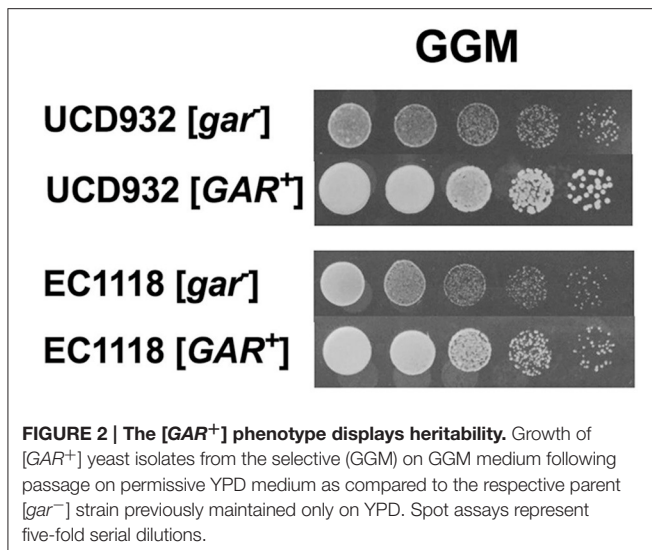 GGM
UCD932 [gar-]
UCD932 [GAR+]
EC1118 [gar-]
EC1118 [GAR+]
FIGURE 2 | The [GAR+] phenotype displays heritability. Growth of
[GAR+] yeast isolates from the selective (GGM) on GGM medium following
passage on permissive YPD medium as compared to the respective parent
[gar−] strain previously maintained only on YPD. Spot assays represent
five-fold serial dilutions.